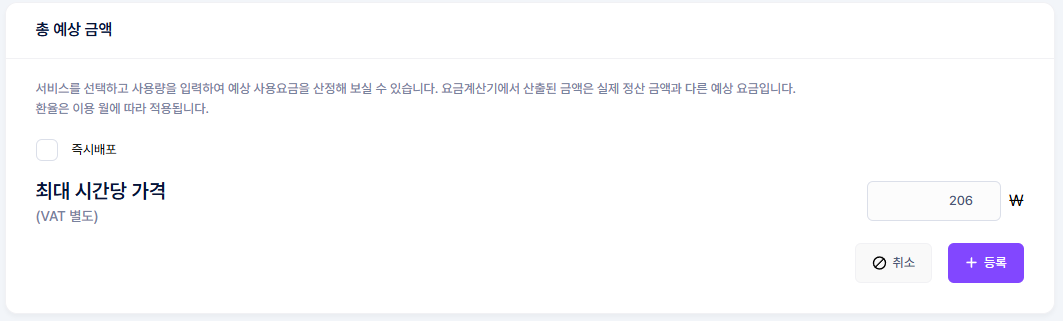 총 예상 금액
서비스를 선택하고 사용량을 입력하여 예상 사용요금을 산정해 보실 수 있습니다. 요금계산기에서 산출된 금액은 실제 정산 금액과 다른 예상 요금입니다.
환율은 이용 월에 따라 적용됩니다.
즉시배포
최대 시간당 가격
(VAT 별도)
206 ₩
취소 + 등록